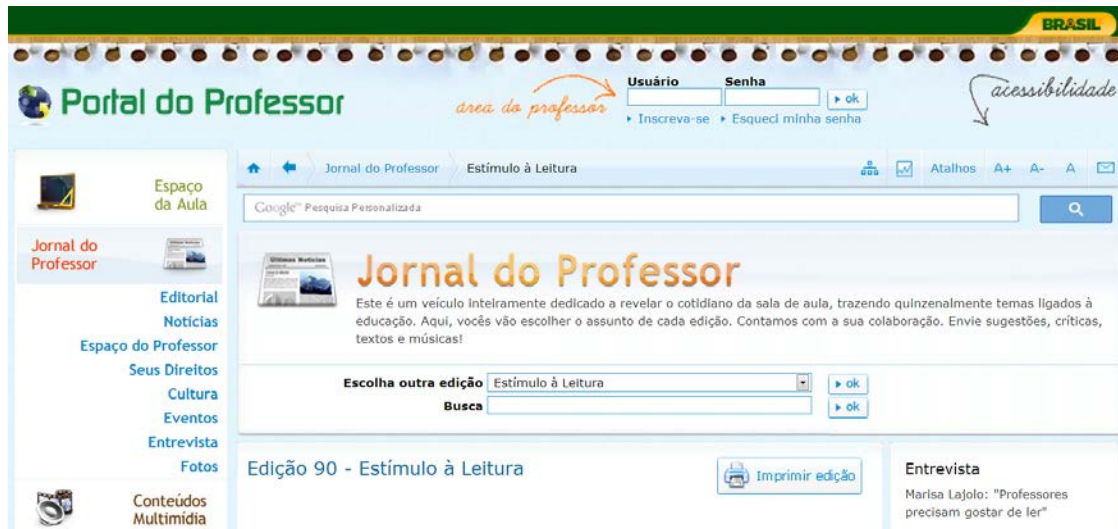 BRASIL
Portal do Professor
área do professor
Usuário Senha
ok
Inscreva-se Esqueci minha senha
acessibilidade
Espaço
da Aula
Jornal do
Professor
Últimas Notícias
Editorial
Notícias
Espaço do Professor
Seus Direitos
Cultura
Eventos
Entrevista
Fotos
Conteúdos
Multimídia
Jornal do Professor Estímulo à Leitura
Atalhos A+ A- A
Google™ Pesquisa Personalizada
Últimas Notícias
Jornal do Professor
Este é um veículo inteiramente dedicado a revelar o cotidiano da sala de aula, trazendo quinzenalmente temas ligados à
educação. Aqui, vocês vão escolher o assunto de cada edição. Contamos com a sua colaboração. Envie sugestões, críticas,
textos e músicas!
Escolha outra edição Estímulo à Leitura ok
Busca ok
Edição 90 - Estímulo à Leitura
Imprimir edição
Entrevista
Marisa Lajolo: "Professores
precisam gostar de ler"